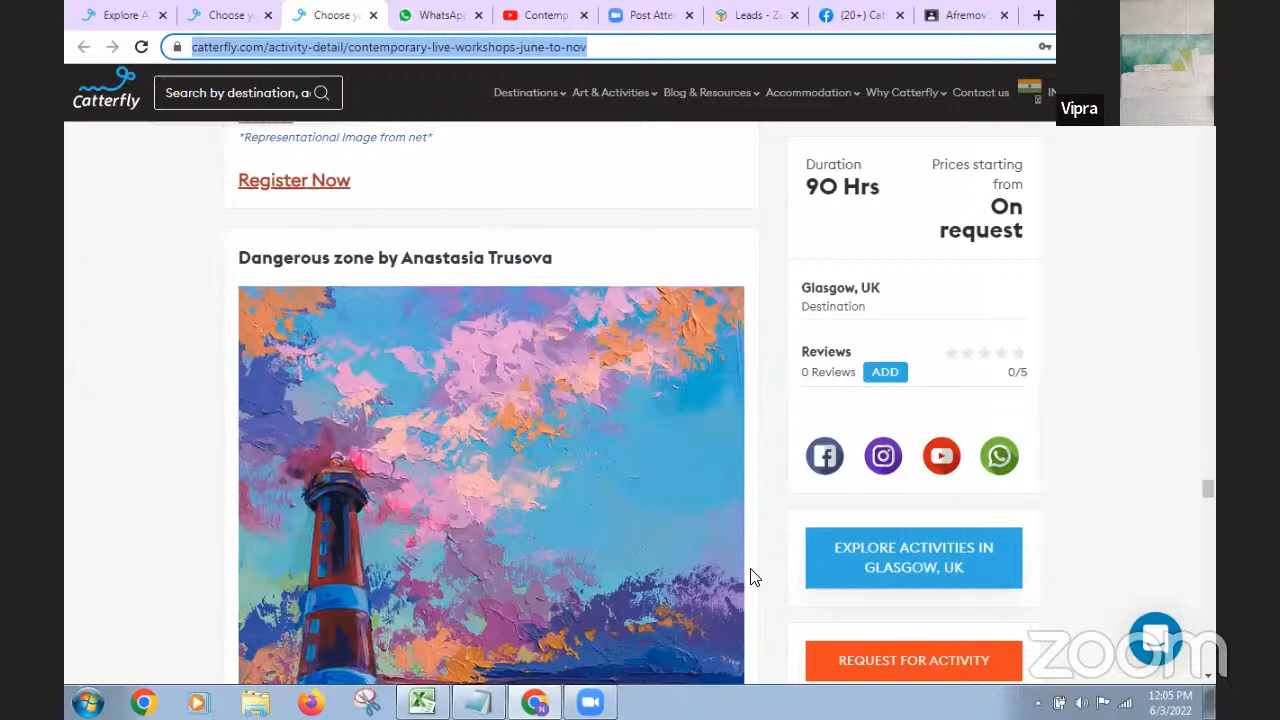 Explore A
Choose y
Choose y
WhatsAp
Contemp
Post Atte
Leads - Z
(20+) Cat
Afremov
catterfly.com/activity-detail/contemporary-live-workshops-june-to-nov
Catterfly
Search by destination, a
Destinations
Art & Activities
Blog & Resources
Accommodation
Why Catterfly
Contact us
IN
Vipra
*Representational Image from net*
Register Now
Dangerous zone by Anastasia Trusova
Duration
90 Hrs
Prices starting
from
On
request
Glasgow, UK
Destination
Reviews
0 Reviews
ADD
0/5
EXPLORE ACTIVITIES IN
GLASGOW, UK
REQUEST FOR ACTIVITY
zoom
12:05 PM
6/3/2022